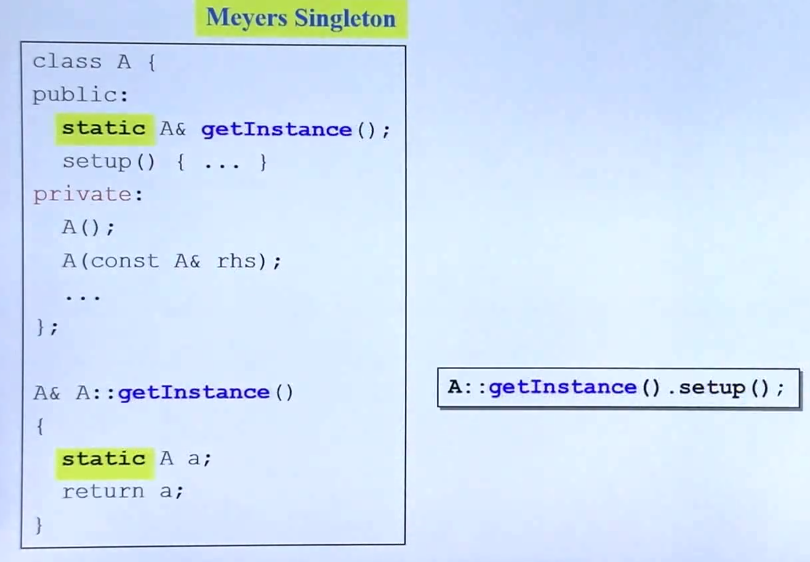 Meyers Singleton
class A {
public:
static A& getInstance();
setup() { ... }
private:
A();
A(const A& rhs);
...
};
A& A::getInstance()
{
static A a;
return a;
}
A::getInstance().setup();